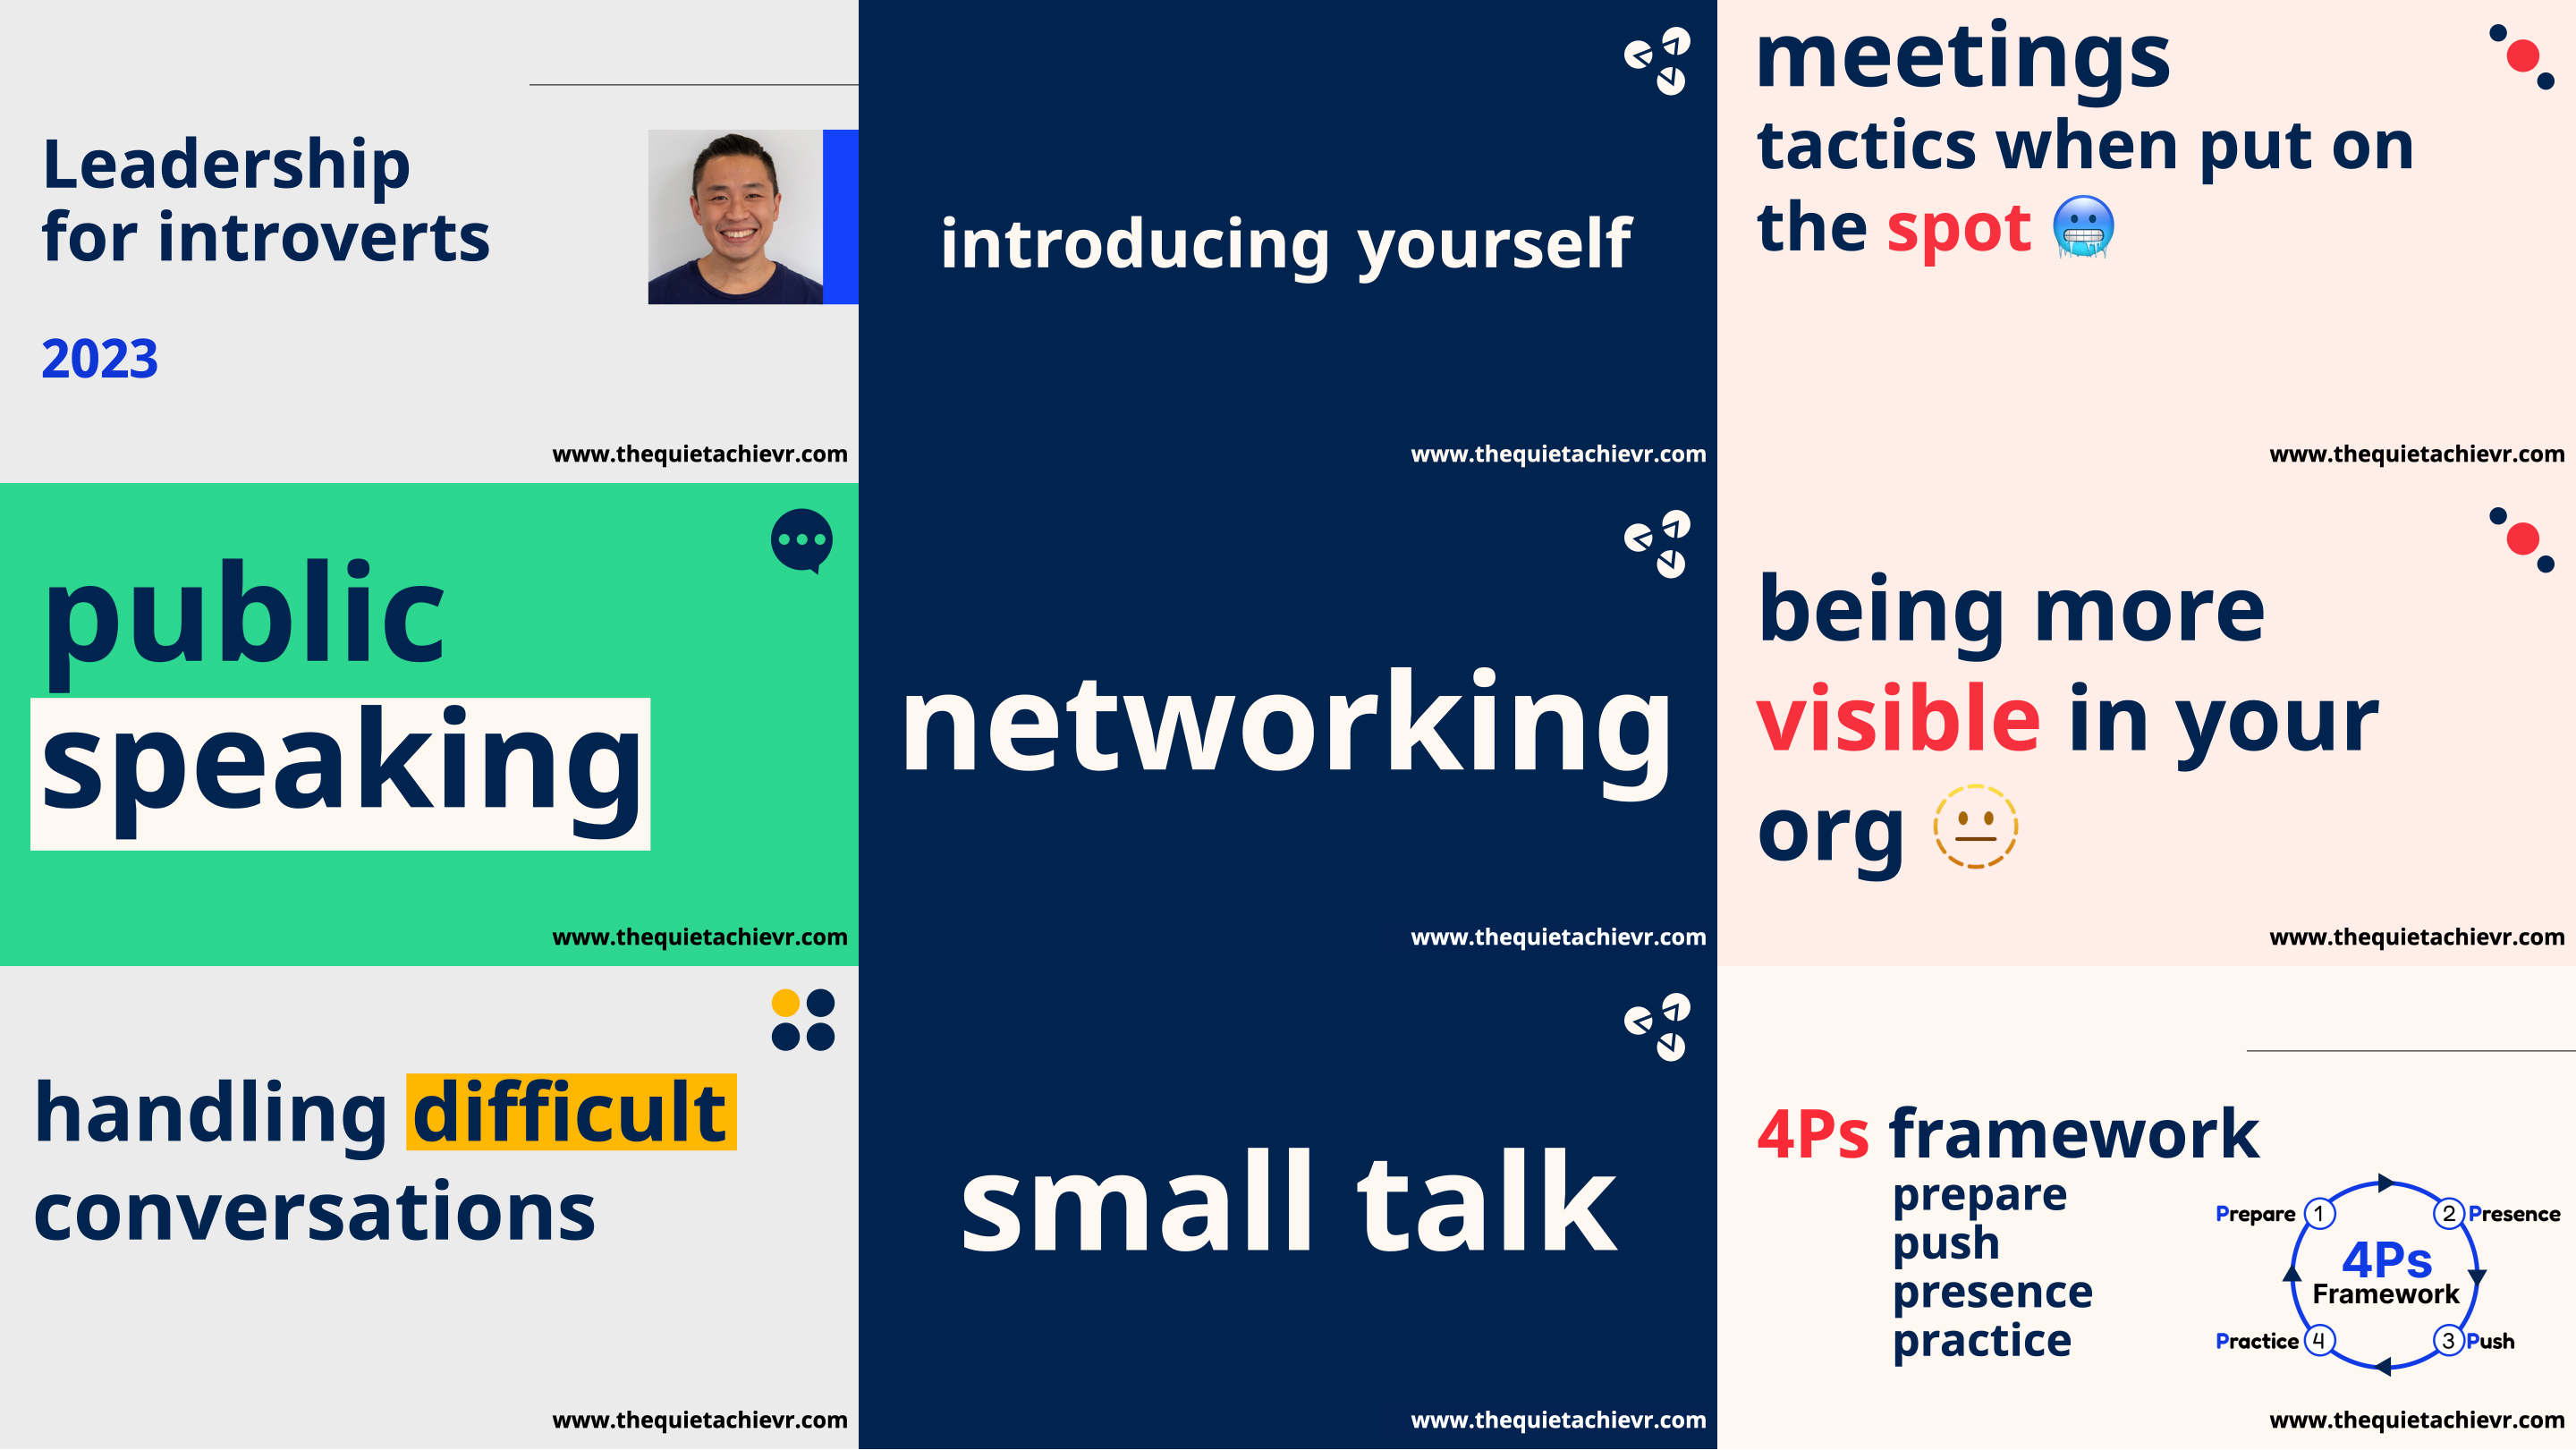 Leadership
for introverts
2023
www.thequietachievr.com
introducing yourself
www.thequietachievr.com
meetings
tactics when put on
the spot 🥶
www.thequietachievr.com
public
speaking
www.thequietachievr.com
networking
www.thequietachievr.com
being more
visible in your
org 🫥
www.thequietachievr.com
handling difficult
conversations
www.thequietachievr.com
small talk
www.thequietachievr.com
4Ps framework
prepare
push
presence
practice
Prepare 1
2 Presence
4Ps
Framework
Practice 4
3 Push
www.thequietachievr.com